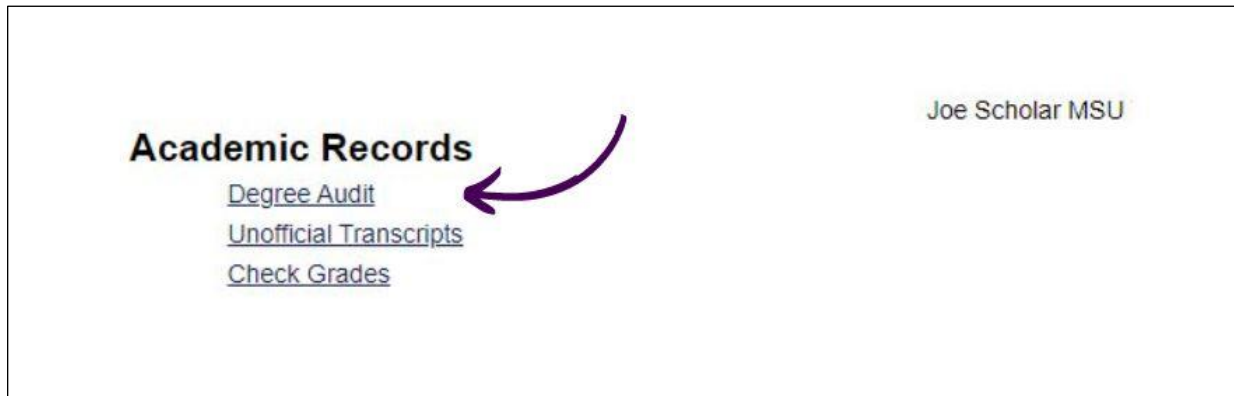 Joe Scholar MSU
Academic Records
Degree Audit
Unofficial Transcripts
Check Grades